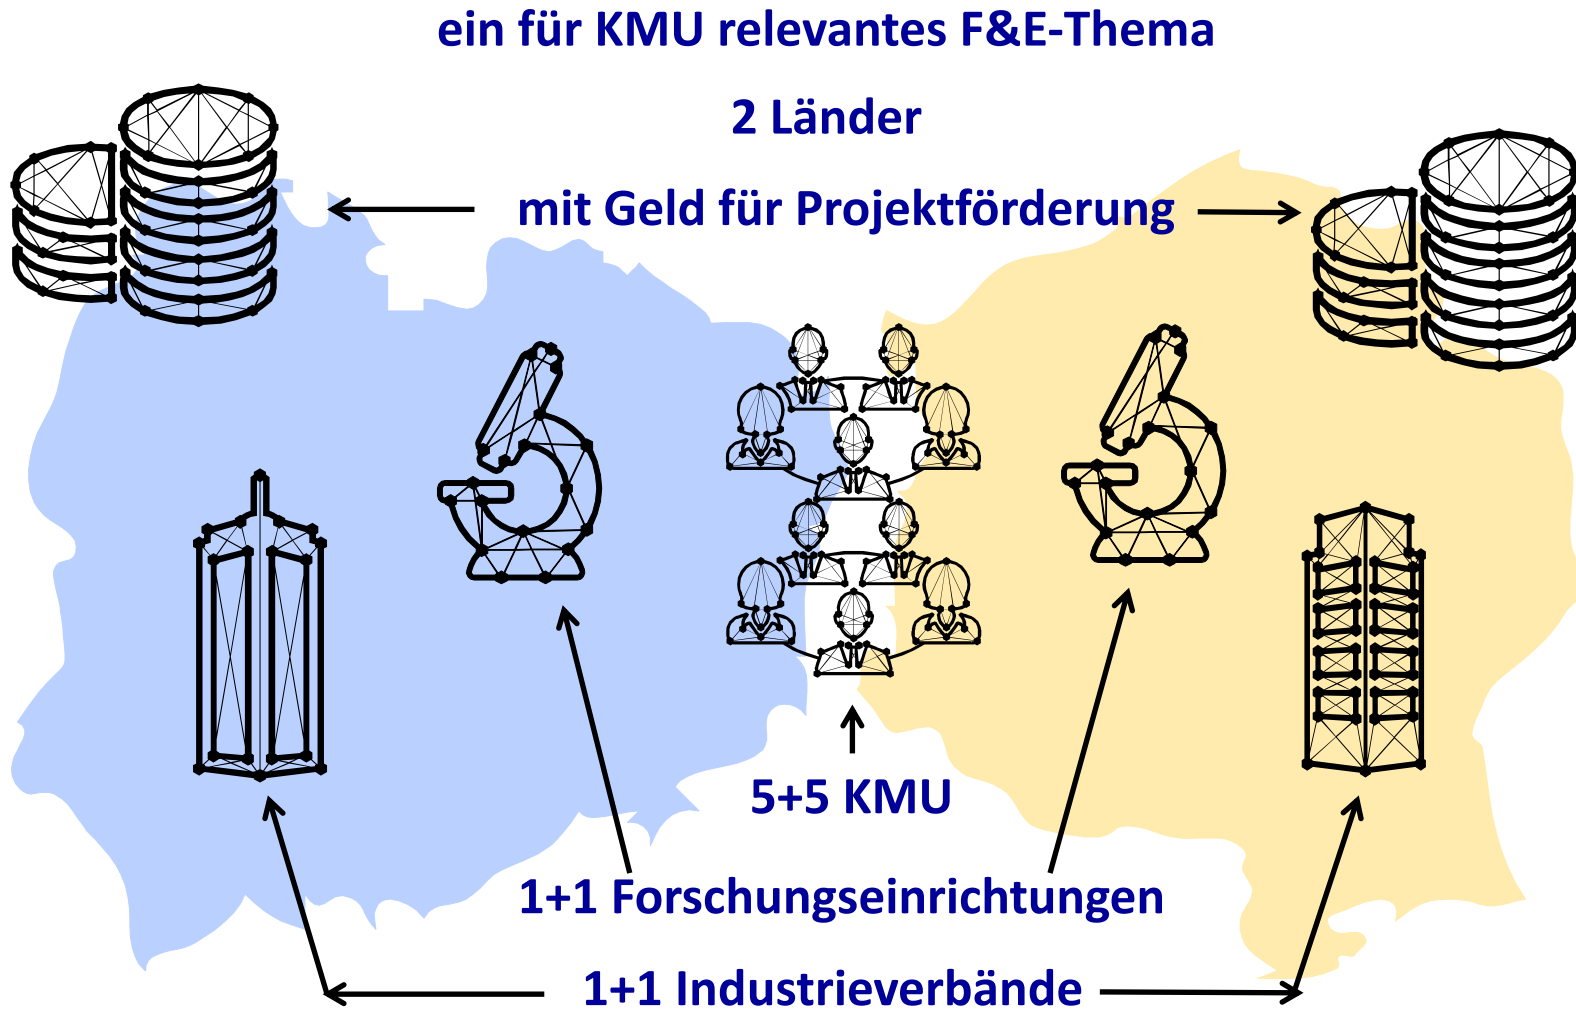 ein für KMU relevantes F&E-Thema
2 Länder
mit Geld für Projektförderung
5+5 KMU
1+1 Forschungseinrichtungen
1+1 Industrieverbände